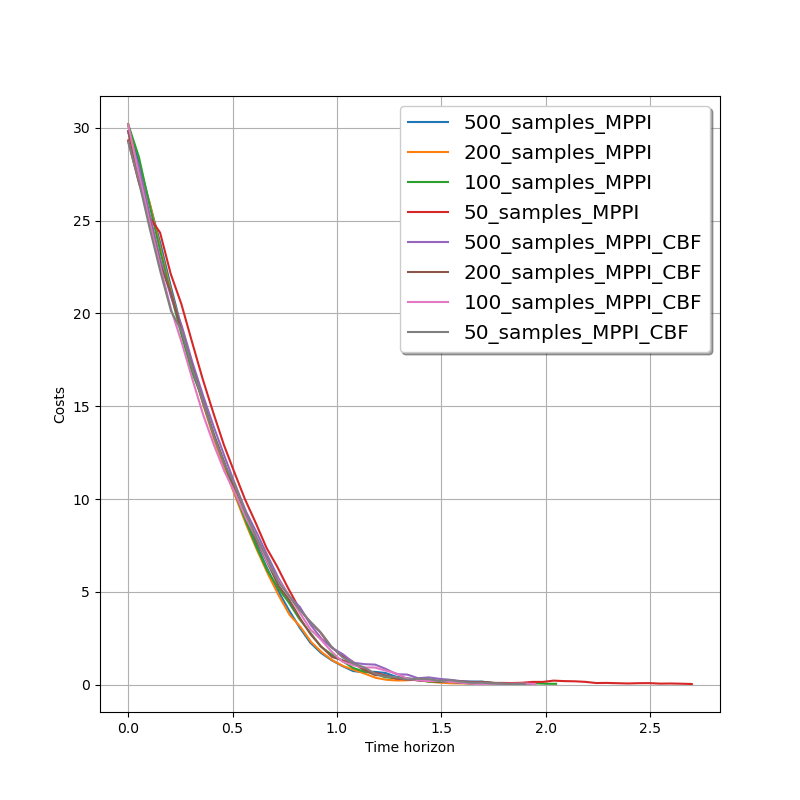 30
25
20
15
10
5
0
Costs
0.0 0.5 1.0 1.5 2.0 2.5
Time horizon
500_samples_MPPI
200_samples_MPPI
100_samples_MPPI
50_samples_MPPI
500_samples_MPPI_CBF
200_samples_MPPI_CBF
100_samples_MPPI_CBF
50_samples_MPPI_CBF